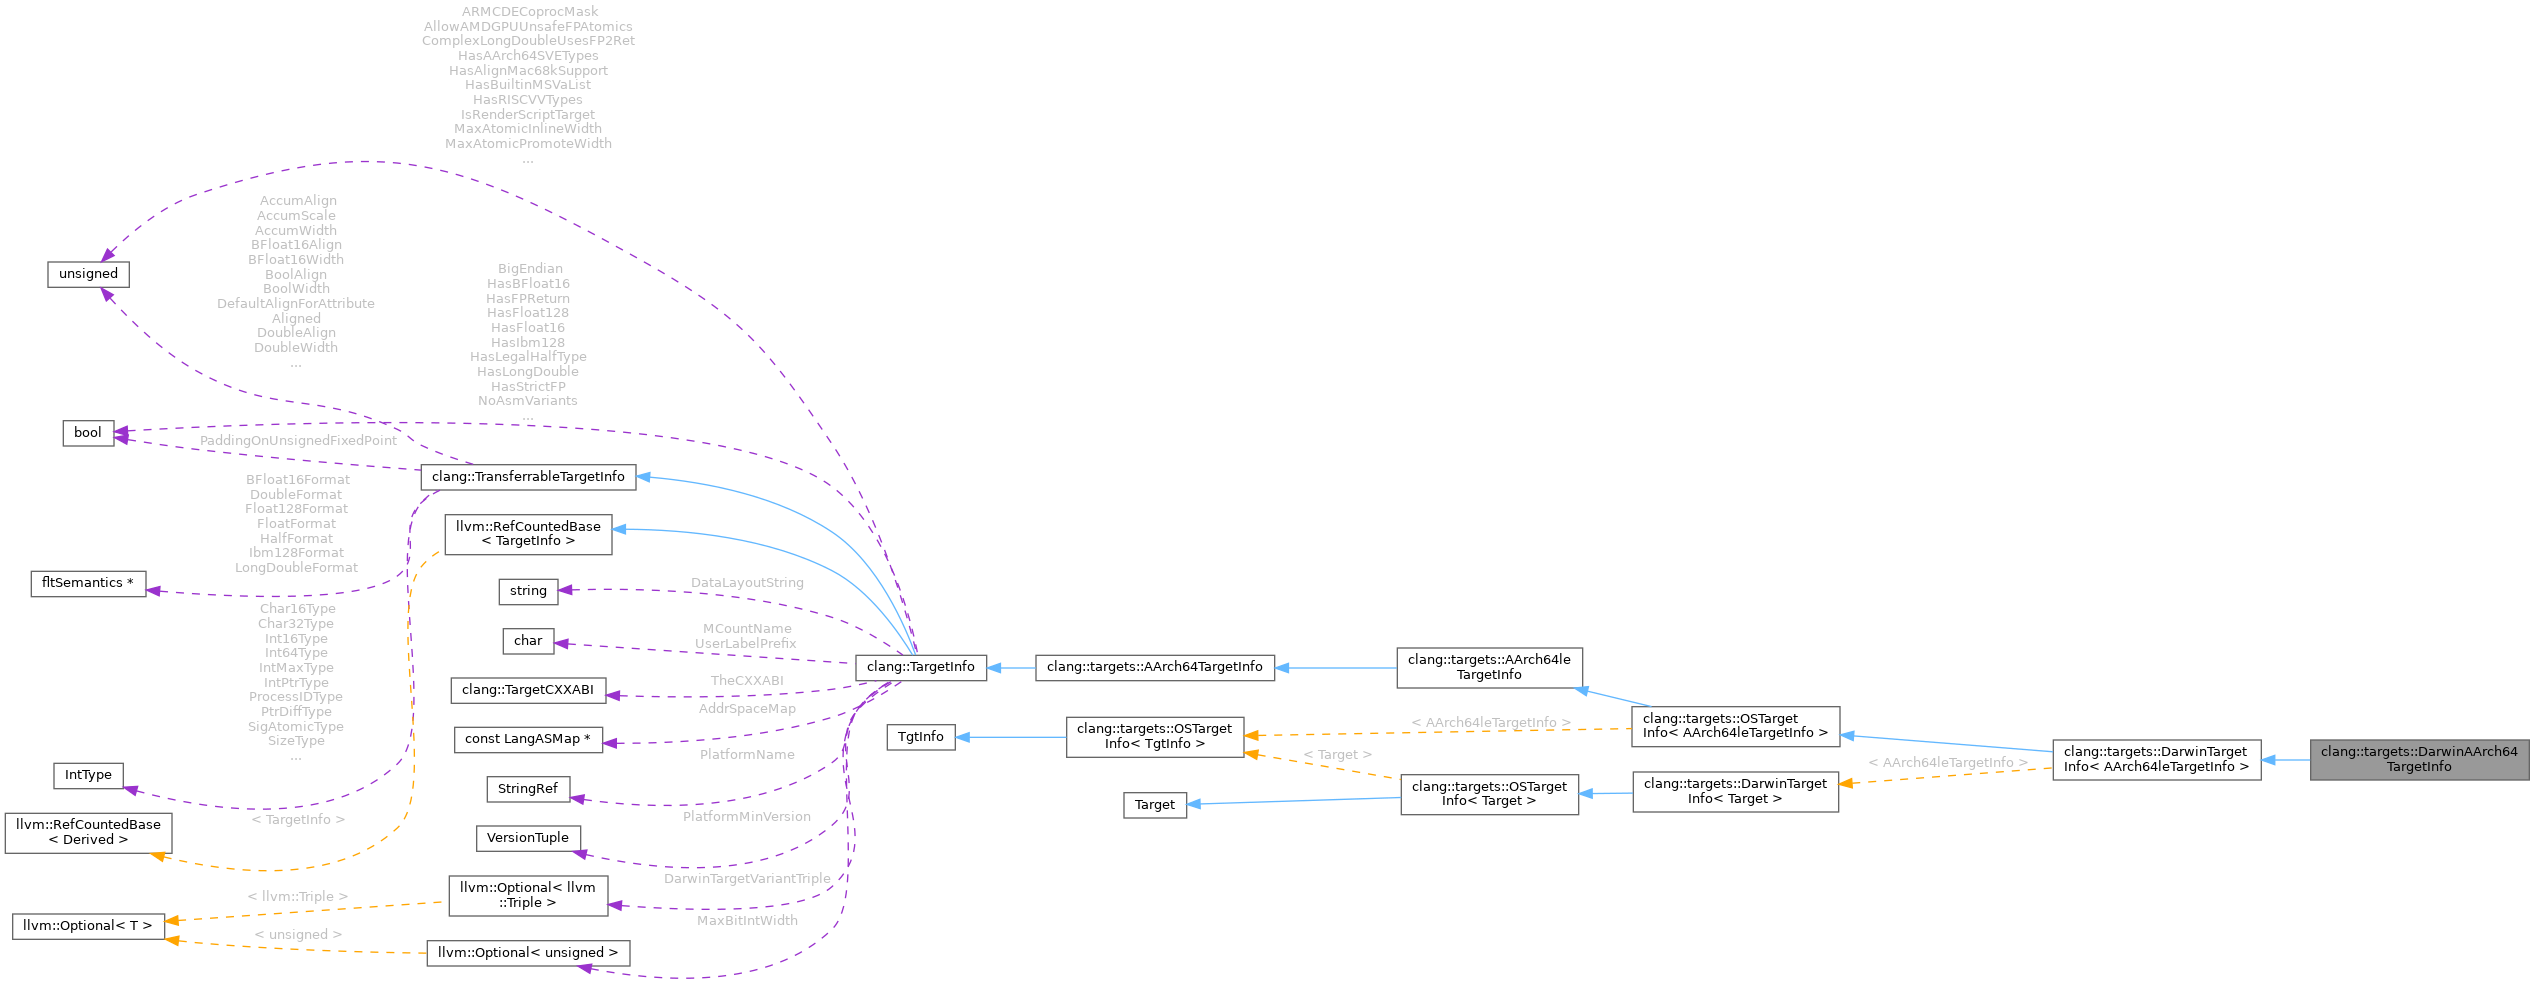 ARMCDECoprocMask
AllowAMDGPUUnsafeFPAtomics
ComplexLongDoubleUsesFP2Ret
HasAArch64SVETypes
HasAlignMac68kSupport
HasBuiltinMSVaList
HasRISCVVTypes
IsRenderScriptTarget
MaxAtomicInlineWidth
MaxAtomicPromoteWidth
...
AccumAlign
AccumScale
AccumWidth
BFloat16Align
BFloat16Width
BoolAlign
BoolWidth
DefaultAlignForAttribute
Aligned
DoubleAlign
DoubleWidth
...
unsigned
BigEndian
HasBFloat16
HasFPReturn
HasFloat128
HasFloat16
HasIbm128
HasLegalHalfType
HasLongDouble
HasStrictFP
NoAsmVariants
...
bool
PaddingOnUnsignedFixedPoint
clang::TransferrableTargetInfo
BFloat16Format
DoubleFormat
Float128Format
FloatFormat
HalfFormat
Ibm128Format
LongDoubleFormat
llvm::RefCountedBase
< TargetInfo >
fltSemantics *
string
DataLayoutString
Char16Type
Char32Type
Int16Type
Int64Type
IntMaxType
IntPtrType
ProcessIDType
PtrDiffType
SigAtomicType
SizeType
...
char
MCountName
UserLabelPrefix
clang::TargetInfo
clang::targets::AArch64TargetInfo
clang::targets::AArch64le
TargetInfo
clang::TargetCXXABI
TheCXXABI
AddrSpaceMap
const LangASMap *
TgtInfo
clang::targets::OSTarget
Info< TgtInfo >
< AArch64leTargetInfo >
clang::targets::OSTarget
Info< AArch64leTargetInfo >
PlatformName
< Target >
clang::targets::DarwinTarget
Info< AArch64leTargetInfo >
clang::targets::DarwinAArch64
TargetInfo
< AArch64leTargetInfo >
IntType
StringRef
Target
clang::targets::OSTarget
Info< Target >
clang::targets::DarwinTarget
Info< Target >
< TargetInfo >
PlatformMinVersion
llvm::RefCountedBase
< Derived >
VersionTuple
DarwinTargetVariantTriple
< llvm::Triple >
llvm::Optional< llvm
::Triple >
llvm::Optional< T >
MaxBitIntWidth
< unsigned >
llvm::Optional< unsigned >